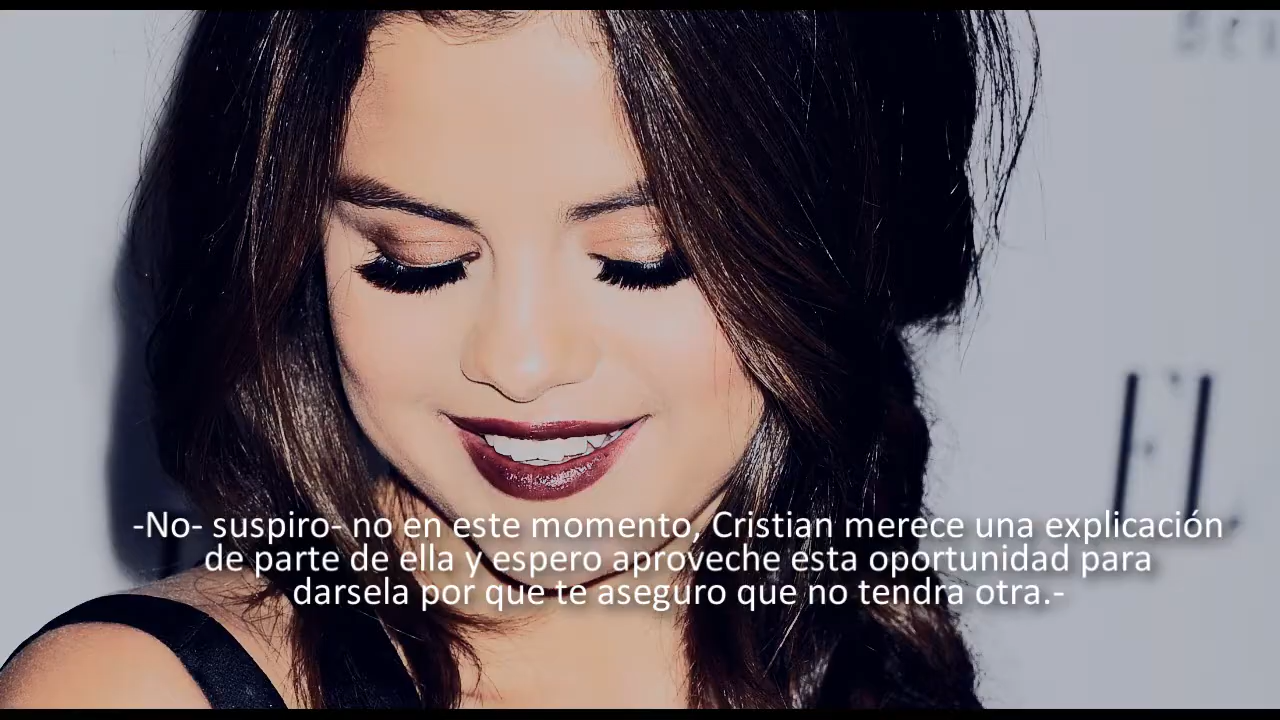 -No- suspiro- no en este momento, Cristian merece una explicación
de parte de ella y espero aproveche esta oportunidad para
darsela por que te aseguro que no tendra otra.-